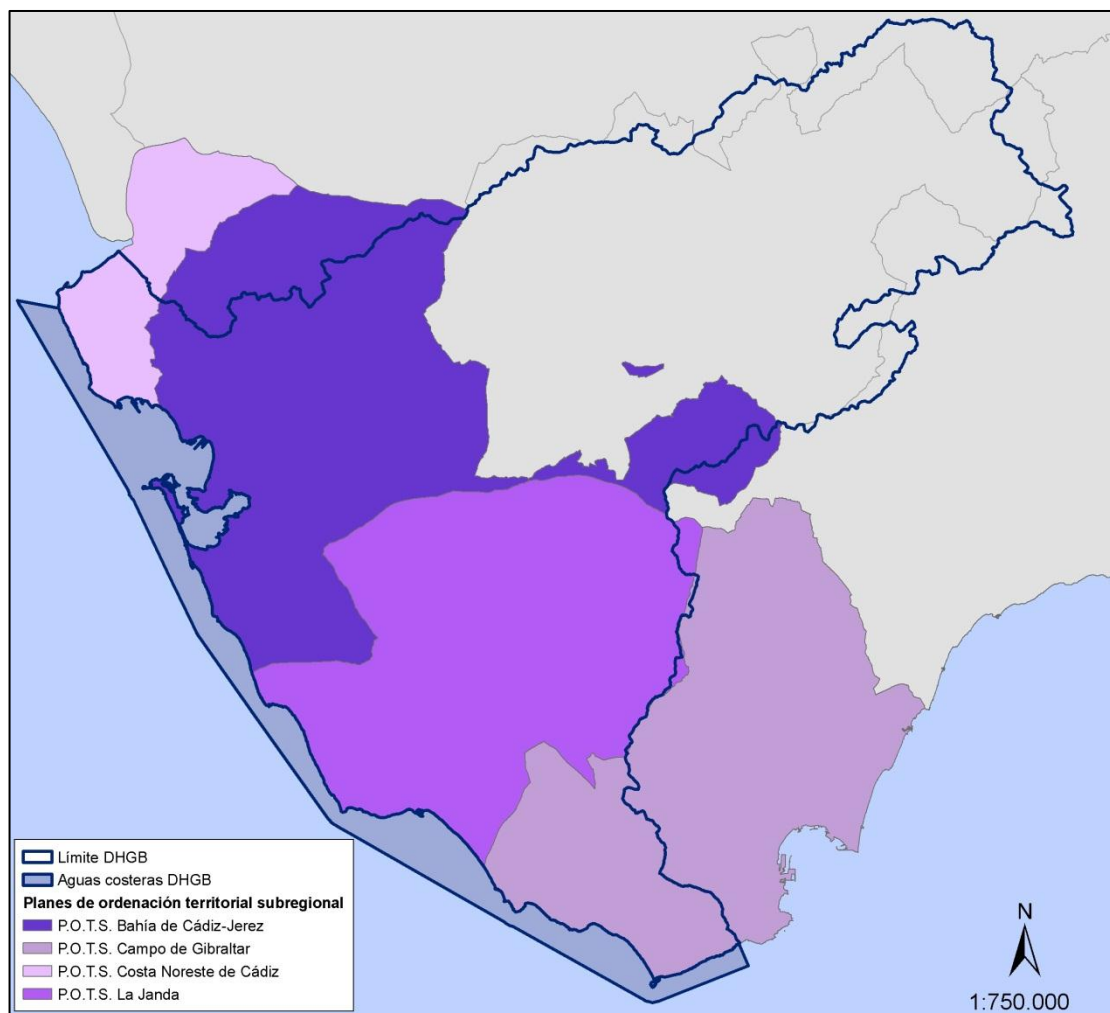 Límite DHGB
Aguas costeras DHGB
Planes de ordenación territorial subregional
P.O.T.S. Bahía de Cádiz-Jerez
P.O.T.S. Campo de Gibraltar
P.O.T.S. Costa Noreste de Cádiz
P.O.T.S. La Janda
N
1:750.000